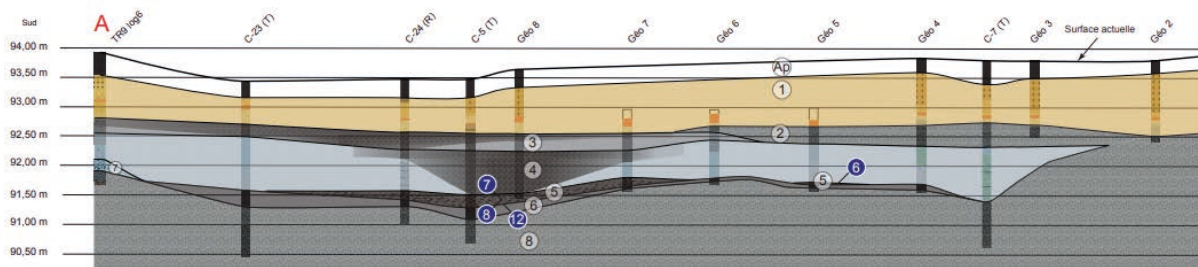 Sud
A
TR9 log6
C-23 (T)
C-24 (R)
C-5 (T)
Géo 8
Géo 7
Géo 6
Géo 5
Géo 4
C-7 (T)
Géo 3
Géo 2
Surface actuelle
94,00 m
93,50 m
93,00 m
92,50 m
92,00 m
91,50 m
91,00 m
90,50 m
Ap
1
2
3
4
6
7
7
5
5
6
8
12
8